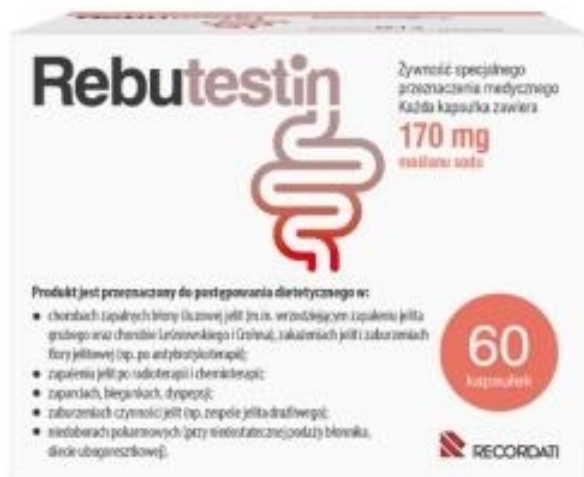 Rebutestin
Żywność specjalnego
przeznaczenia medycznego
Każda kapsułka zawiera
170 mg
maślanu sodu
Produkt jest przeznaczony do postępowania dietetycznego w:
• chorobach zapalnych błony śluzowej jelit (m.in. wrzodziejącym zapaleniu jelita
grubego oraz chorobie Leśniowskiego i Crohna), zakażeniach jelit i zaburzeniach
flory jelitowej (np. po antybiotykoterapii);
• zapaleniu jelit po radioterapii i chemioterapii;
• zaparciach, biegunkach, dyspepsji;
• zaburzeniach czynności jelit (np. zespole jelita drażliwego);
• niedoborach pokarmowych (przy niedostatecznej podaży błonnika,
diecie ubogoresztkowej).
60
kapsułek
RECORDATI